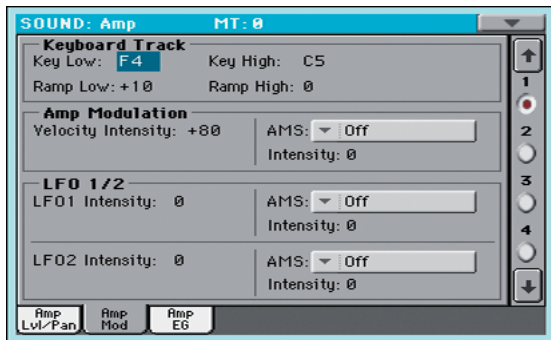 SOUND: Amp MT:0
Keyboard Track
Key Low: F4 Key High: C5
Ramp Low: +10 Ramp High: 0
Amp Modulation
Velocity Intensity: +80 AMS: Off
Intensity: 0
LFO 1/2
LFO1 Intensity: 0 AMS: Off
Intensity: 0
LFO2 Intensity: 0 AMS: Off
Intensity: 0
1
2
3
4
Amp Lvl/Pan Amp Mod Amp EG